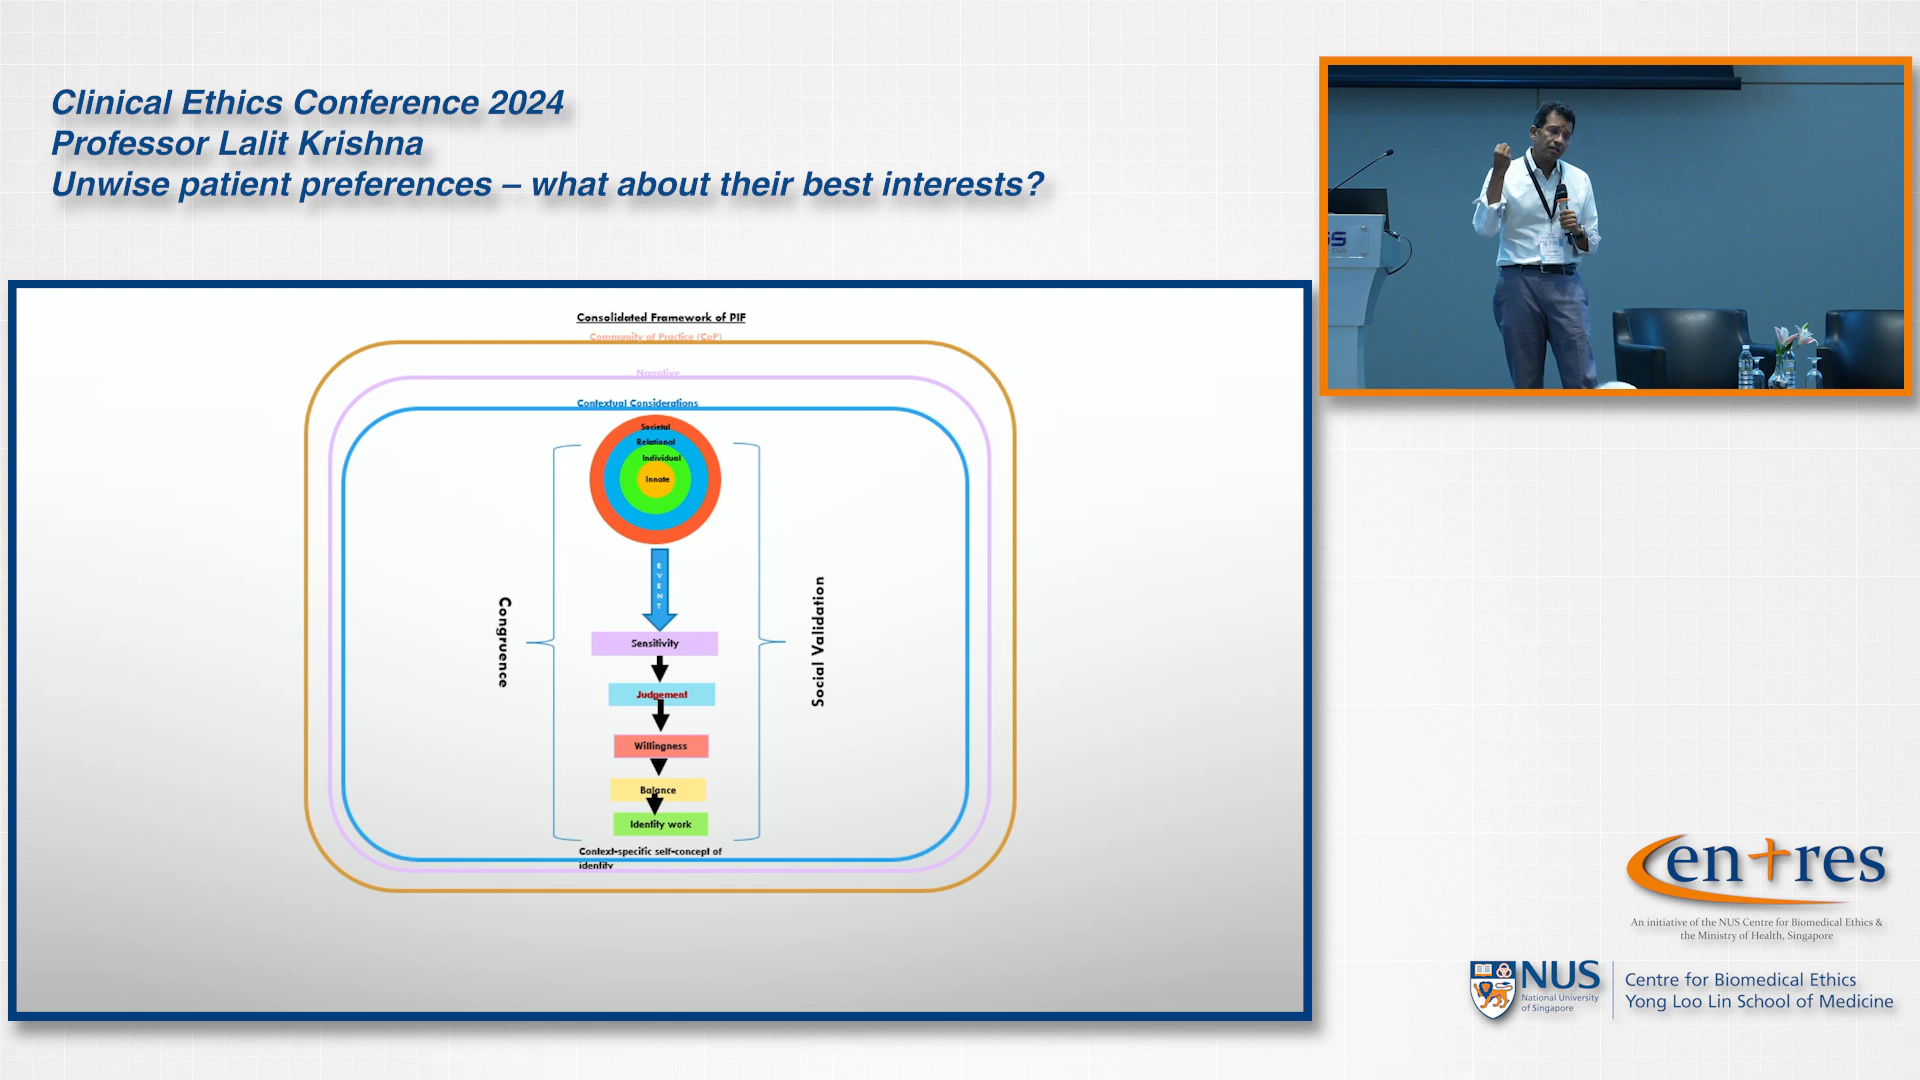 Clinical Ethics Conference 2024
Professor Lalit Krishna
Unwise patient preferences – what about their best interests?
Consolidated Framework of PIF
Community of Practice (CoP)
Narrative
Contextual Considerations
Societal
Relational
Individual
Innate
EVENT
Congruence
Social Validation
Sensitivity
Judgement
Willingness
Balance
Identity work
Context-specific self-concept of
identity
Centres
An initiative of the NUS Centre for Biomedical Ethics &
the Ministry of Health, Singapore
NUS
National University
of Singapore
Centre for Biomedical Ethics
Yong Loo Lin School of Medicine